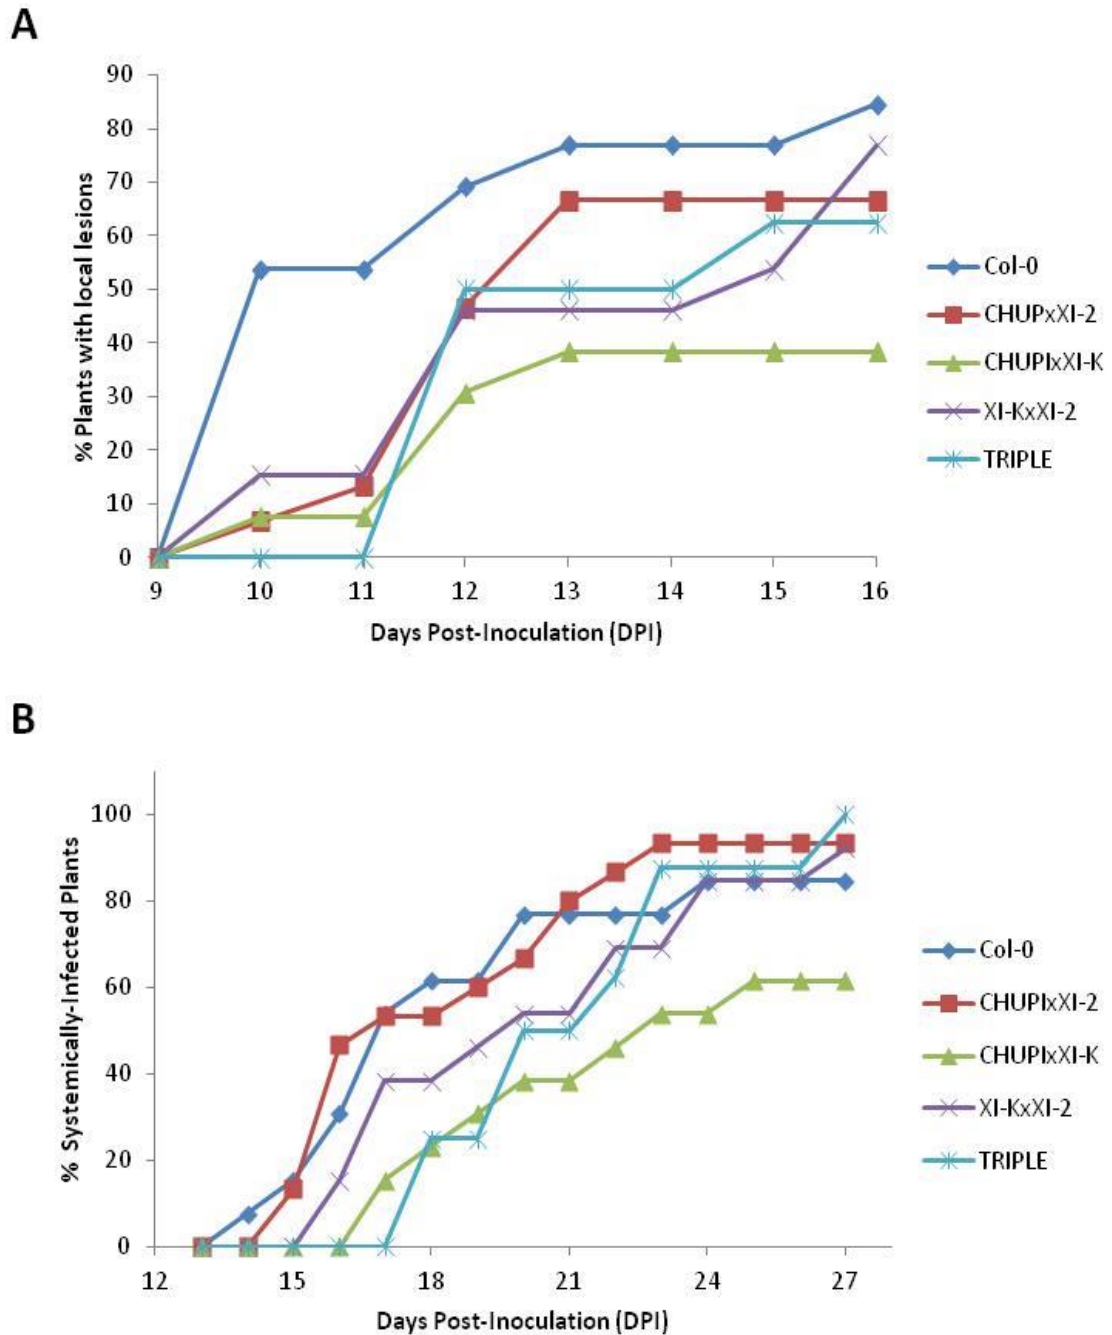 A
90
80
70
60
50
40
30
20
10
0
% Plants with local lesions
9 10 11 12 13 14 15 16
Days Post-Inoculation (DPI)
Col-0
CHUPxXI-2
CHUPIxXI-K
XI-KxXI-2
TRIPLE
B
100
80
60
40
20
0
% Systemically-Infected Plants
12 15 18 21 24 27
Days Post-Inoculation (DPI)
Col-0
CHUPIxXI-2
CHUPIxXI-K
XI-KxXI-2
TRIPLE